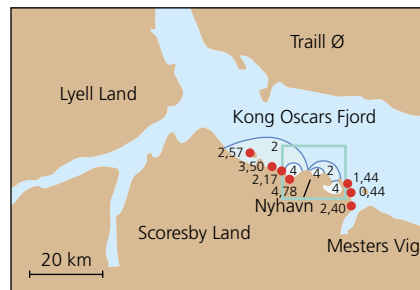 Traill Ø
Lyell Land
Kong Oscars Fjord
2
2,57
3,50
4
4
2
2,17
4
1,44
4,78
0,44
Nyhavn
2,40
Scoresby Land
Mesters Vig
20 km